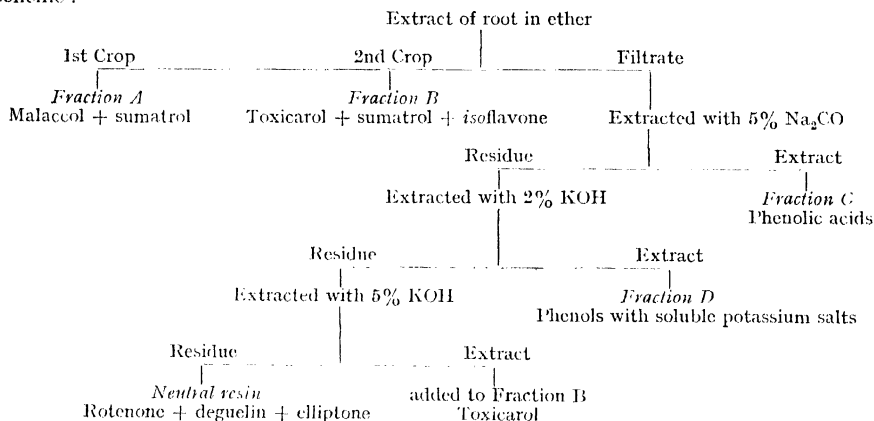 Extract of root in ether
1st Crop 2nd Crop Filtrate
Fraction A Fraction B
Malaccol + sumatrol Toxicarol + sumatrol + isoflavone Extracted with 5% Na₂CO
Residue Extract
Extracted with 2% KOH Fraction C
Phenolic acids
Residue Extract
Extracted with 5% KOH Fraction D
Phenols with soluble potassium salts
Residue Extract
Neutral resin added to Fraction B
Rotenone + deguelin + elliptone Toxicarol